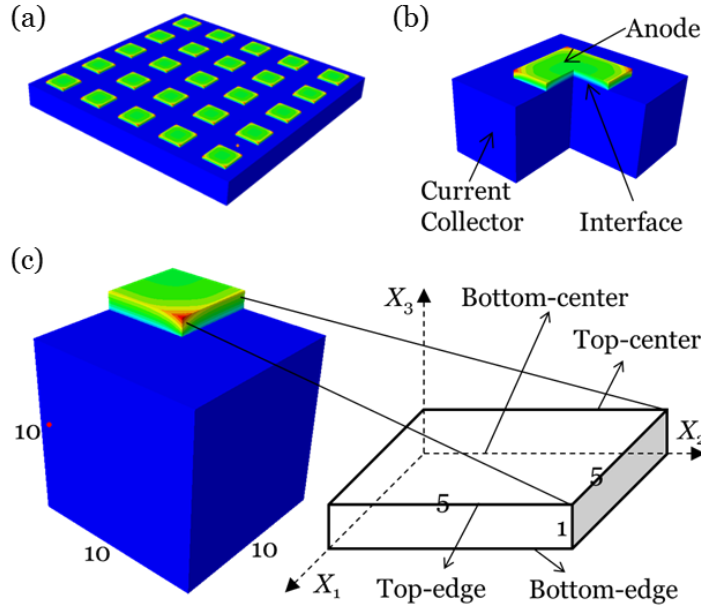 (a)
(b)
Anode
Current
Collector
Interface
(c)
X3
Bottom-center
Top-center
10
X2
5
5
1
10
10
X1
Top-edge
Bottom-edge